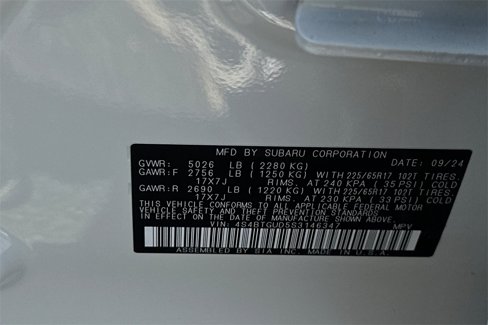 MFD BY SUBARU CORPORATION
GVWR: 5026 LB ( 2280 KG) DATE: 09/24
GAWR: F 2756 LB ( 1250 KG) WITH 225/65R17 102T TIRES.
17X7J RIMS. AT 240 KPA ( 35 PSI) COLD
GAWR: R 2690 LB ( 1220 KG) WITH 225/65R17 102T TIRES.
17X7J RIMS. AT 230 KPA ( 33 PSI) COLD
THIS VEHICLE CONFORMS TO ALL APPLICABLE FEDERAL MOTOR
VEHICLE SAFETY AND THEFT PREVENTION STANDARDS IN EFFECT
ON THE DATE OF MANUFACTURE SHOWN ABOVE.
VIN: 4S4BTGUD5S3146347 MPV
ASSEMBLED BY SIA INC. MADE IN U.S.A.